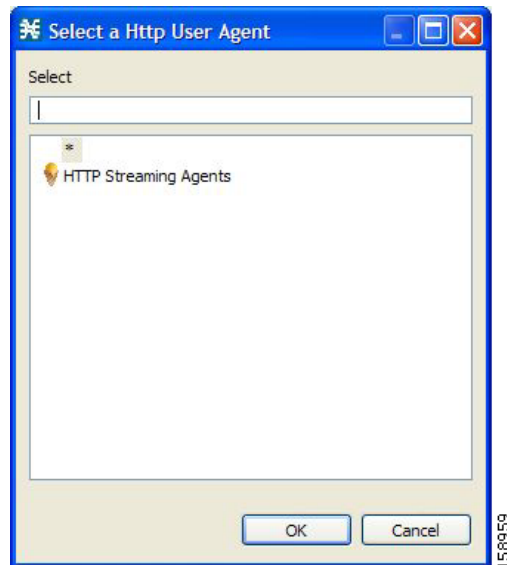 Select a Http User Agent
Select
*
HTTP Streaming Agents
OK
Cancel
158959